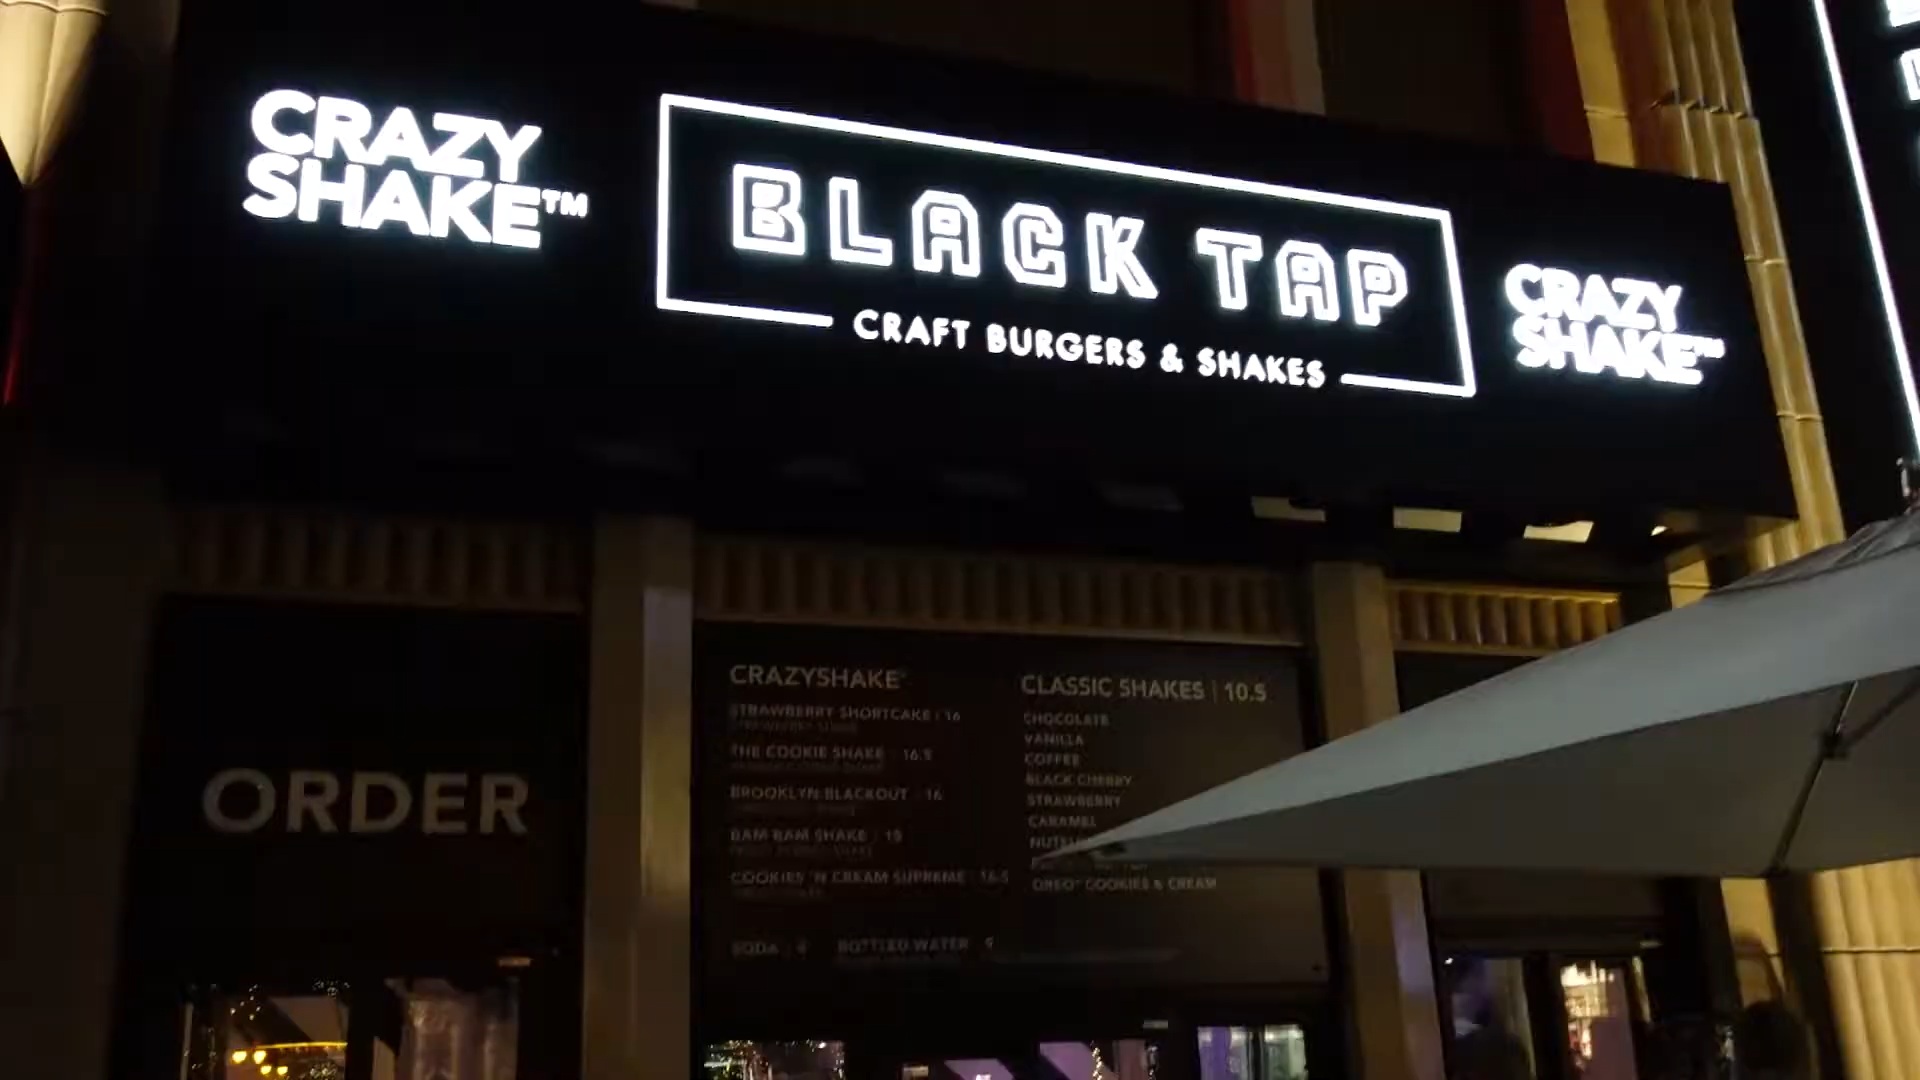 CRAZY
SHAKE™
BLACK TAP
CRAFT BURGERS & SHAKES
CRAZY
SHAKE™
ORDER
CRAZYSHAKE®
STRAWBERRY SHORTCAKE | 16
THE COOKIE SHAKE | 16.5
BROOKLYN BLACKOUT | 16
BAM BAM SHAKE |
COOKIES 'N CREAM SUPREME | 16.5
SODA |
BOTTLED WATER
CLASSIC SHAKES | 10.5
CHOCOLATE
VANILLA
COFFEE
BLACK CHERRY
STRAWBERRY
CARAMEL
OREO® COOKIES & CREAM